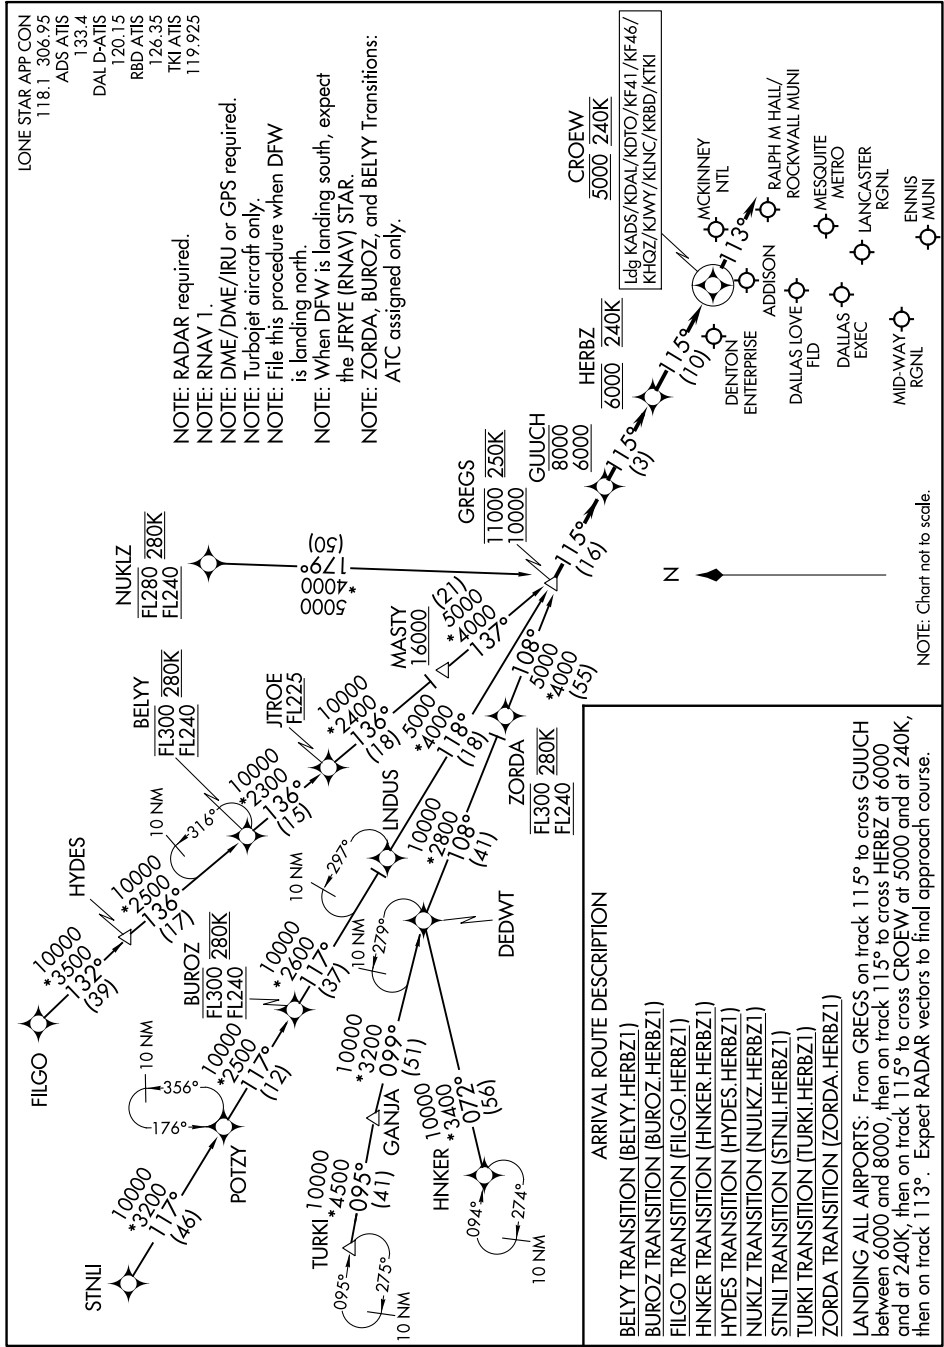 LONE STAR APP CON
118.1 306.95
ADS ATIS
133.4
DAL D-ATIS
120.15
RBD ATIS
126.35
TKI ATIS
119.925
NOTE: RADAR required.
NOTE: RNAV 1.
NOTE: DME/DME/IRU or GPS required.
NOTE: Turbojet aircraft only.
NOTE: File this procedure when DFW
is landing north.
NOTE: When DFW is landing south, expect
the JFRYE (RNAV) STAR.
NOTE: ZORDA, BUROZ, and BELYY Transitions:
ATC assigned only.
NUKLZ
FL280 280K
FL240
5000
*4000
179°
(50)
BELYY
FL300 280K
FL240
HYDES
FILGO
10000
*3500
132°
(39)
10000
*2500
136°
(17)
10 NM
316°
10000
*2300
136°
(15)
JTROE
FL225
10000
*2400
136°
(18)
MASTY
16000
(21)
5000
*4000
137°
GREGS
11000 250K
10000
115°
(16)
GUUCH
8000
6000
115°
(3)
HERBZ
6000 240K
115°
(10)
CROEW
5000 240K
Ldg KADS/KDAL/KDTO/KF41/KF46/
KHQZ/KJWY/KLNC/KRBD/KTKI
113°
MCKINNEY
NTL
RALPH M HALL/
ROCKWALL MUNI
MESQUITE
METRO
LANCASTER
RGNL
ENNIS
MUNI
ADDISON
DENTON
ENTERPRISE
DALLAS LOVE
FLD
DALLAS
EXEC
MID-WAY
RGNL
STNLI
10000
*3200
117°
(46)
POTZY
10 NM
356°
176°
10000
*2500
117°
(12)
BUROZ
FL300 280K
FL240
10000
*2600
117°
(37)
LNDUS
10 NM
297°
5000
*4000
118°
(18)
TURKI
10000
*4500
095°
(41)
095°
275°
10 NM
GANJA
10000
*3200
099°
(51)
10 NM
279°
HNKER
10000
*3400
072°
(56)
094°
274°
10 NM
DEDWT
10000
*2800
108°
(41)
ZORDA
FL300 280K
FL240
108°
5000
*4000
(55)
N
NOTE: Chart not to scale.
ARRIVAL ROUTE DESCRIPTION
BELYY TRANSITION (BELYY.HERBZ1)
BUROZ TRANSITION (BUROZ.HERBZ1)
FILGO TRANSITION (FILGO.HERBZ1)
HNKER TRANSITION (HNKER.HERBZ1)
HYDES TRANSITION (HYDES.HERBZ1)
NUKLZ TRANSITION (NULKZ.HERBZ1)
STNLI TRANSITION (STNLI.HERBZ1)
TURKI TRANSITION (TURKI.HERBZ1)
ZORDA TRANSITION (ZORDA.HERBZ1)
LANDING ALL AIRPORTS: From GREGS on track 115° to cross GUUCH
between 6000 and 8000, then on track 115° to cross HERBZ at 6000
and at 240K, then on track 115° to cross CROEW at 5000 and at 240K,
then on track 113°. Expect RADAR vectors to final approach course.